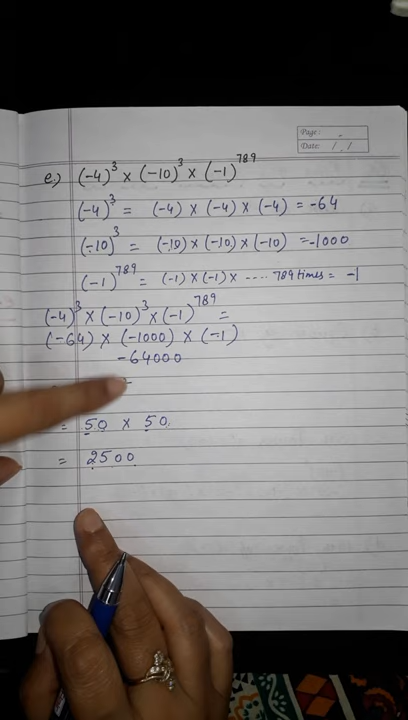 Page:
Date: / /
e.) (-4)³ × (-10)³ × (-1)⁷⁸⁹
(-4)³ = (-4) × (-4) × (-4) = -64
(-10)³ = (-10) × (-10) × (-10) = -1000
(-1)⁷⁸⁹ = (-1) × (-1) × .... 789 times = -1
(-4)³ × (-10)³ × (-1)⁷⁸⁹ =
(-64) × (-1000) × (-1)
-64000
= 50 × 50
= 2500